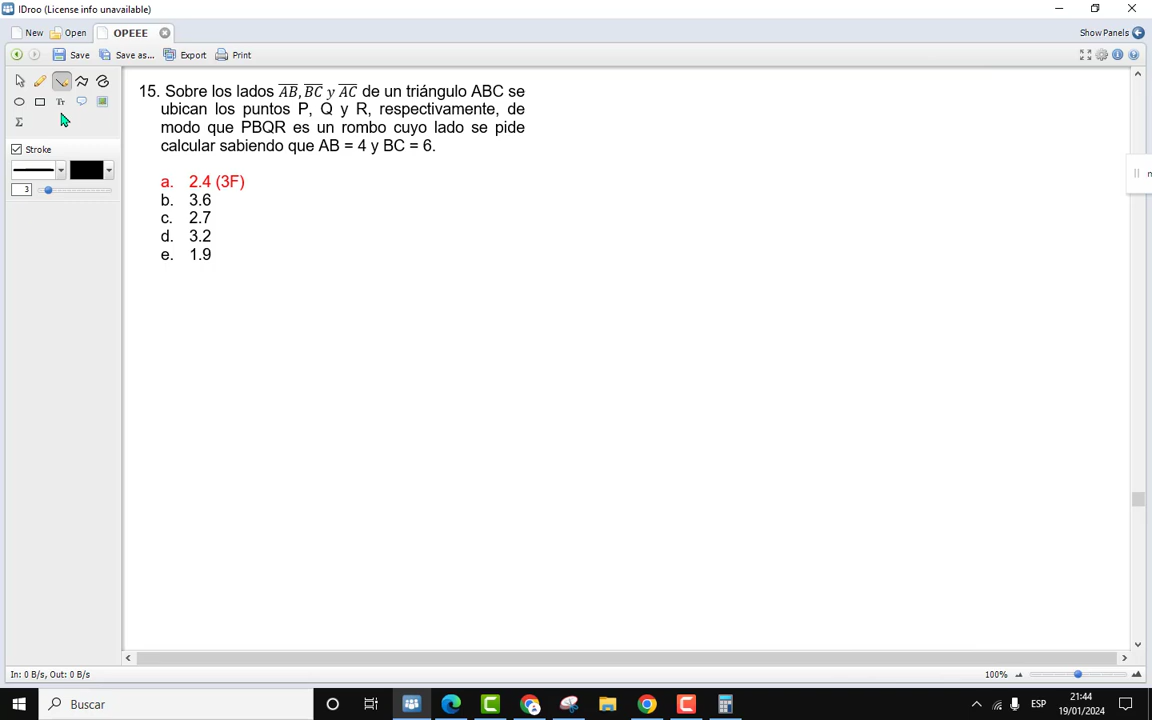 IDroo (License info unavailable)
New Open OPEEE Show Panels
Save Save as... Export Print
Tr
Σ
Stroke
3
15. Sobre los lados AB, BC y AC de un triángulo ABC se
ubican los puntos P, Q y R, respectivamente, de
modo que PBQR es un rombo cuyo lado se pide
calcular sabiendo que AB = 4 y BC = 6.
a. 2.4 (3F)
b. 3.6
c. 2.7
d. 3.2
e. 1.9
In: 0 B/s, Out: 0 B/s 100%
Buscar ESP 21:44
19/01/2024